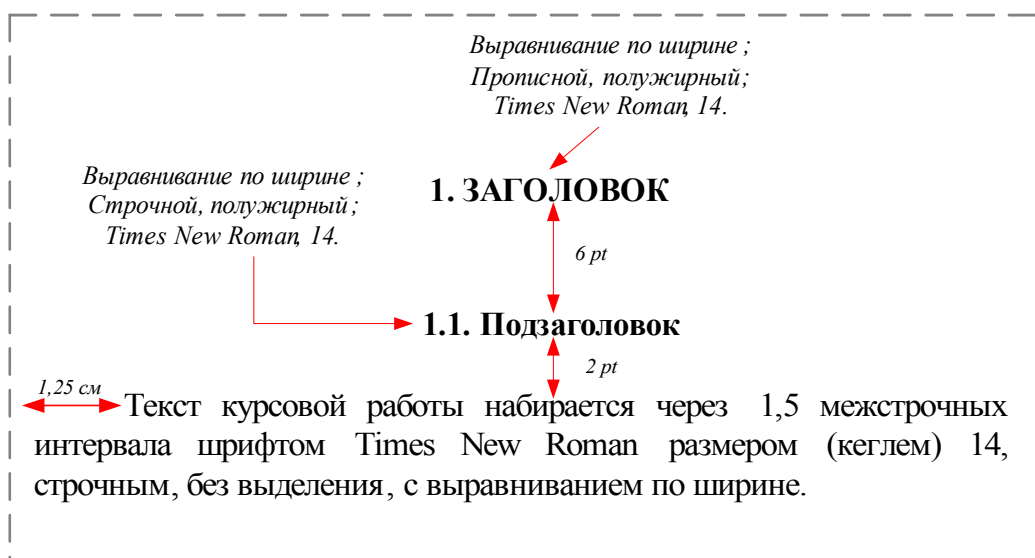 Выравнивание по ширине ;
Прописной, полужирный;
Times New Roman, 14.
Выравнивание по ширине ;
Строчной, полужирный ;
Times New Roman, 14.
1. ЗАГОЛОВОК
6 pt
1.1. Подзаголовок
2 pt
1,25 см
Текст курсовой работы набирается через 1,5 межстрочных
интервала шрифтом Times New Roman размером (кеглем) 14,
строчным, без выделения, с выравниванием по ширине.